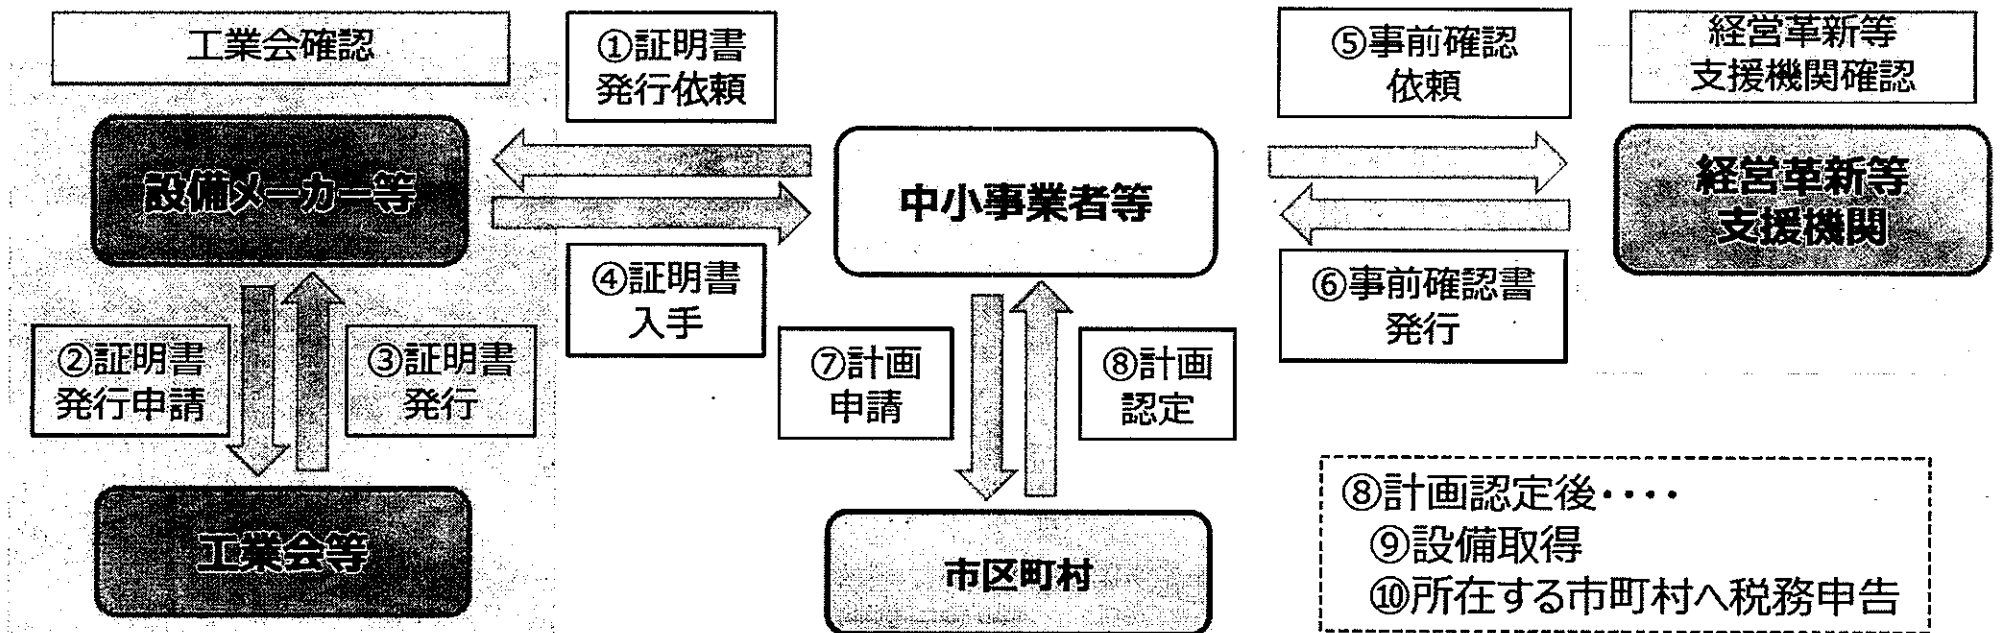 工業会確認
①証明書
発行依頼
⑤事前確認
依頼
経営革新等
支援機関確認
設備メーカー等
中小事業者等
経営革新等
支援機関
④証明書
入手
⑥事前確認書
発行
②証明書
発行申請
③証明書
発行
⑦計画
申請
⑧計画
認定
工業会等
市区町村
⑧計画認定後・・・・
⑨設備取得
⑩所在する市町村へ税務申告